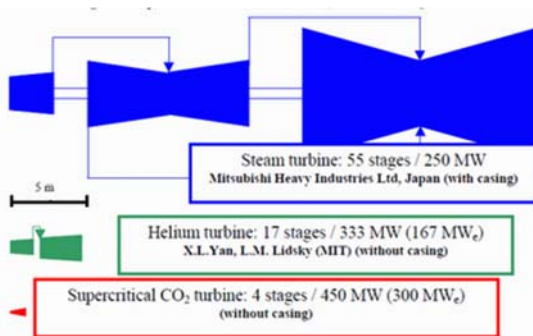 Steam turbine: 55 stages / 250 MW
Mitsubishi Heavy Industries Ltd, Japan (with casing)
5 m
Helium turbine: 17 stages / 333 MW (167 MWe)
X.L.Yan, L.M. Lidsky (MIT) (without casing)
Supercritical CO2 turbine: 4 stages / 450 MW (300 MWe)
(without casing)